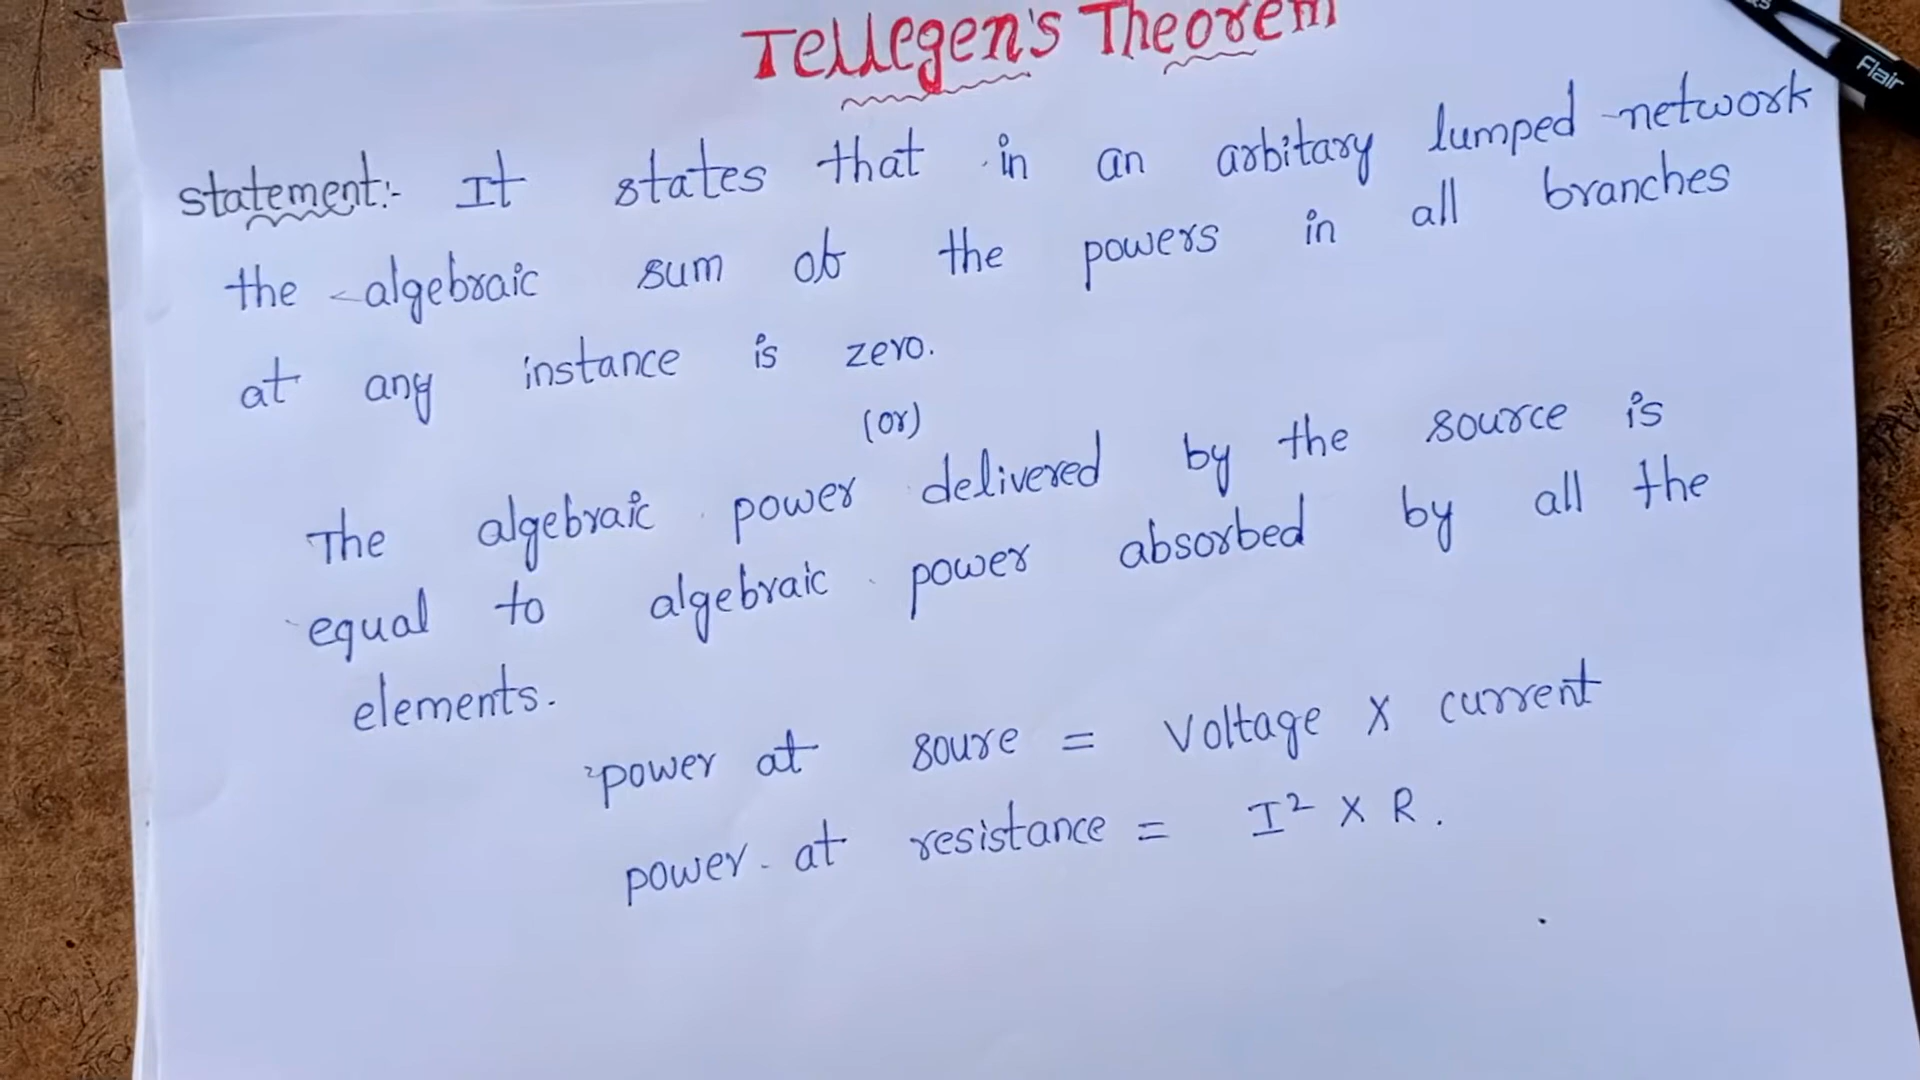 Tellegen's Theorem
Flair
statement:- It states that in an arbitary lumped network
the algebraic sum of the powers in all branches
at any instance is zero.
(or)
The algebraic power delivered by the source is
equal to algebraic power absorbed by all the
elements.
power at soure = Voltage X current
power at resistance = I² X R.